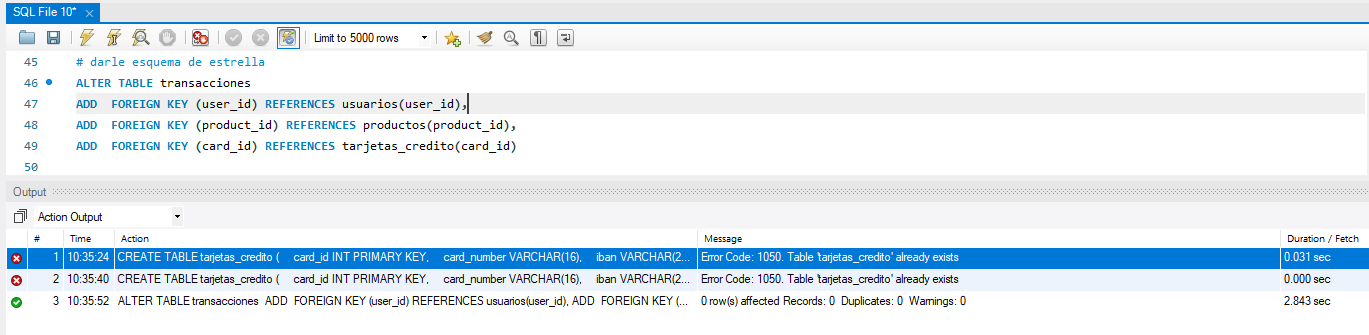 SQL File 10*
Limit to 5000 rows
45 # darle esquema de estrella
46 ALTER TABLE transacciones
47 ADD FOREIGN KEY (user_id) REFERENCES usuarios(user_id),
48 ADD FOREIGN KEY (product_id) REFERENCES productos(product_id),
49 ADD FOREIGN KEY (card_id) REFERENCES tarjetas_credito(card_id)
50
Output
Action Output
# Time Action Message Duration / Fetch
1 10:35:24 CREATE TABLE tarjetas_credito ( card_id INT PRIMARY KEY, card_number VARCHAR(16), iban VARCHAR(2... Error Code: 1050. Table 'tarjetas_credito' already exists 0.031 sec
2 10:35:40 CREATE TABLE tarjetas_credito ( card_id INT PRIMARY KEY, card_number VARCHAR(16), iban VARCHAR(2... Error Code: 1050. Table 'tarjetas_credito' already exists 0.000 sec
3 10:35:52 ALTER TABLE transacciones ADD FOREIGN KEY (user_id) REFERENCES usuarios(user_id), ADD FOREIGN KEY (... 0 row(s) affected Records: 0 Duplicates: 0 Warnings: 0 2.843 sec